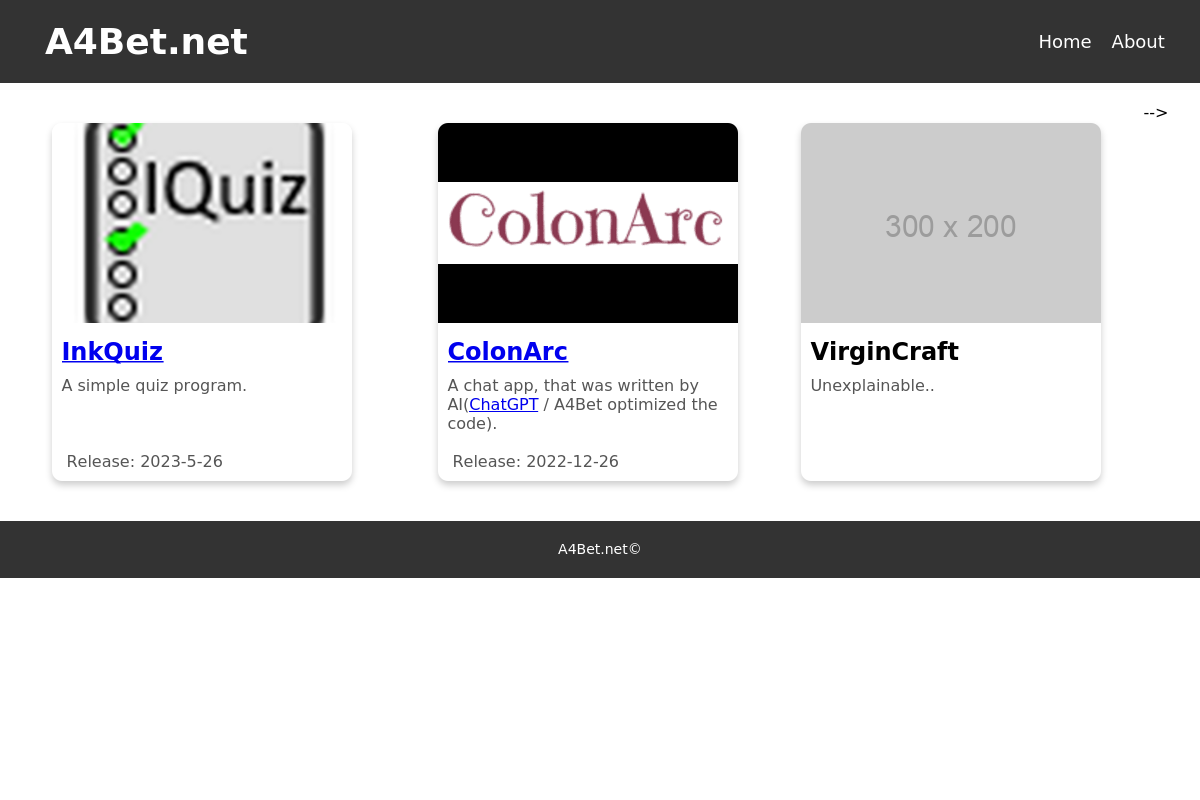 A4Bet.net
Home
About
-->
IQuiz
ColonArc
300 x 200
InkQuiz
A simple quiz program.
Release: 2023-5-26
ColonArc
A chat app, that was written by
AI(ChatGPT / A4Bet optimized the
code).
Release: 2022-12-26
VirginCraft
Unexplainable..
A4Bet.net©